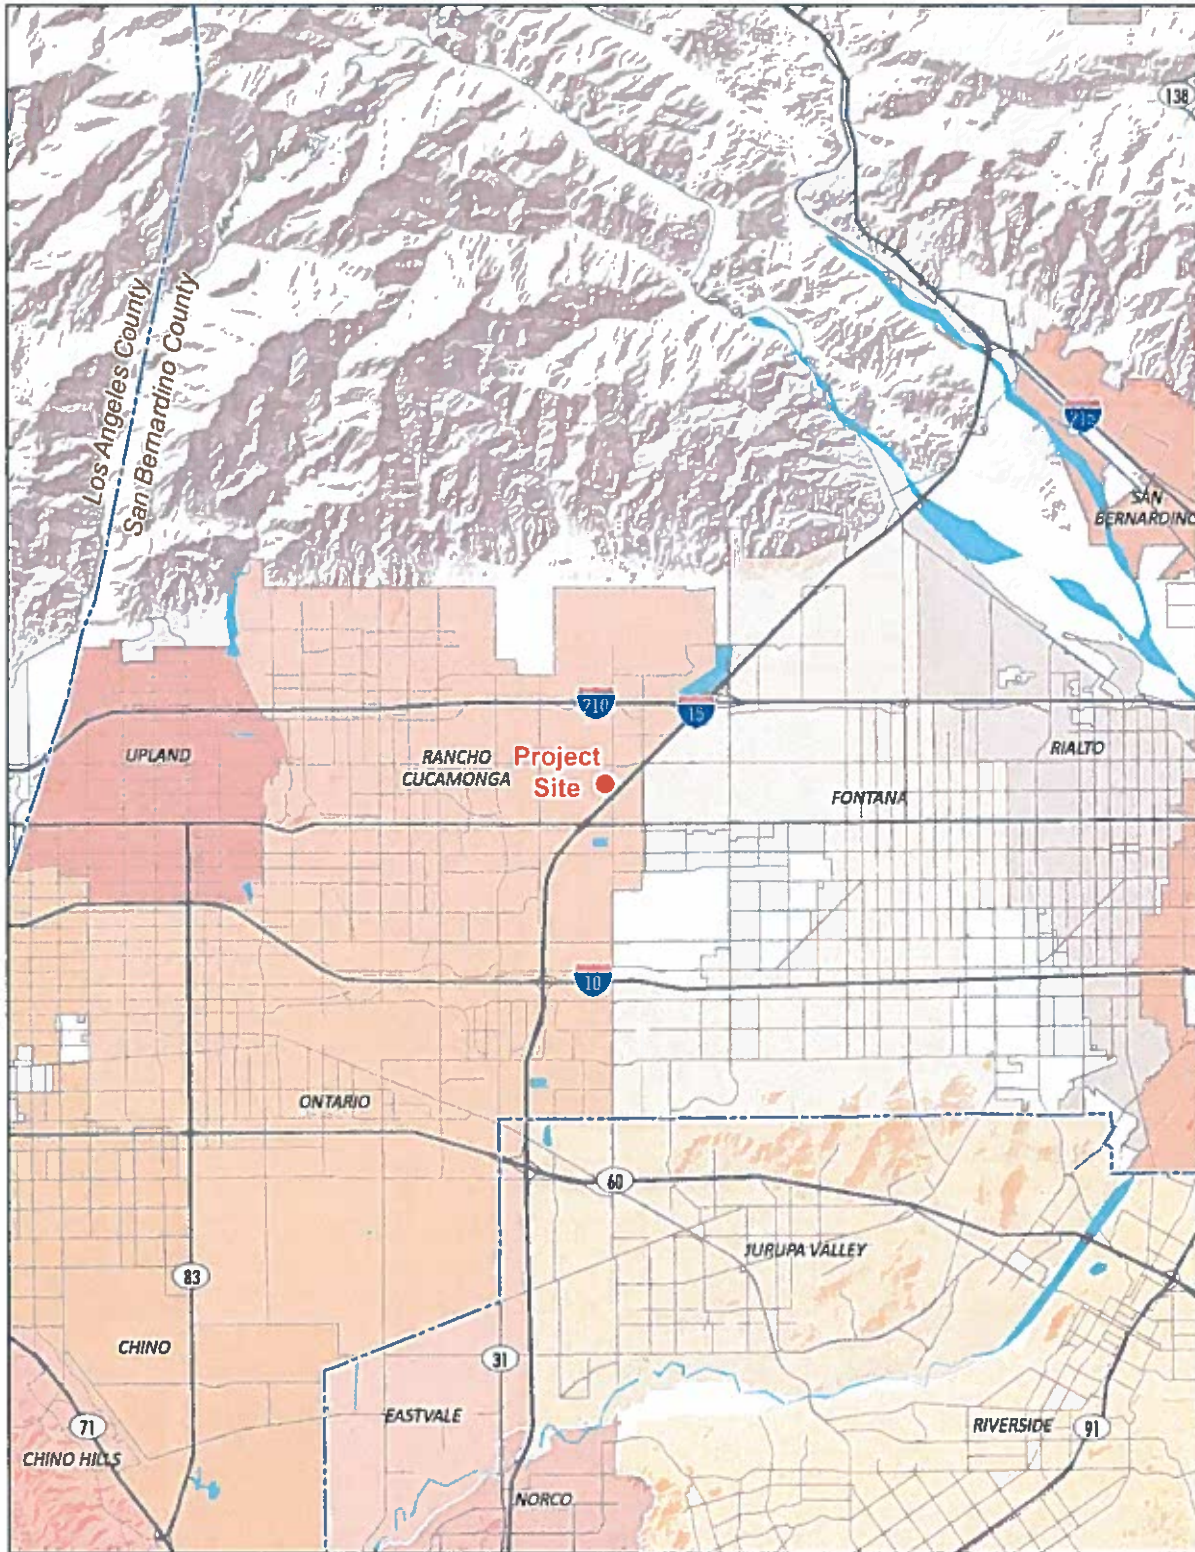 138
Los Angeles County
San Bernardino County
215
SAN
BERNARDINO
210
15
UPLAND
RANCHO
CUCAMONGA
Project
Site
RIALTO
FONTANA
10
ONTARIO
60
JURUPA VALLEY
83
CHINO
31
EASTVALE
71
CHINO HILLS
RIVERSIDE
91
NORCO